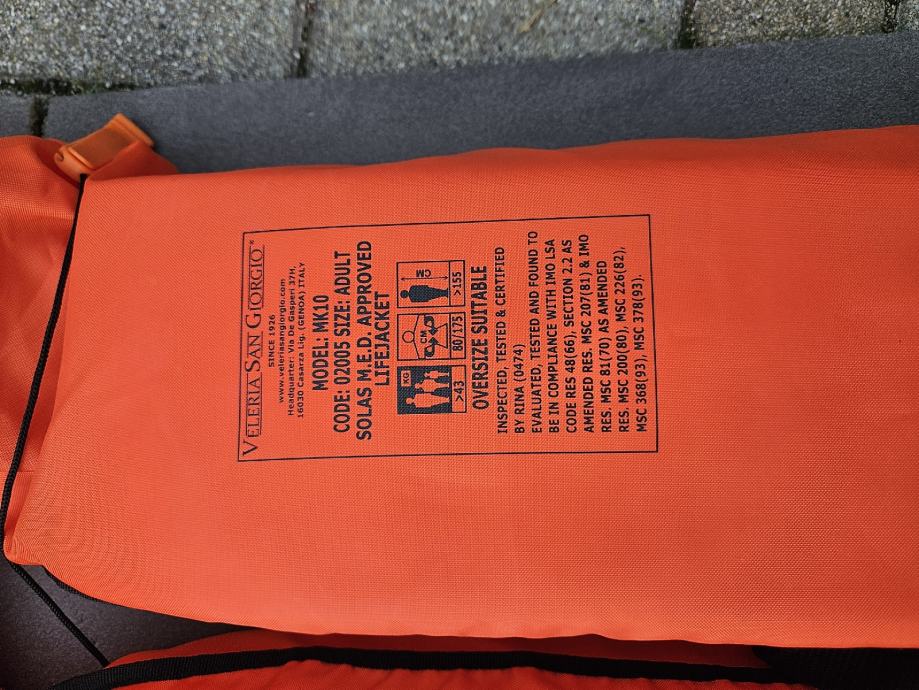 VELERIA SAN GIORGIO®
SINCE 1926
www.veleriasangiorgio.com
Headquarter: Via De Gasperi 37H,
16030 Casarza Lig. (GENOA) ITALY
MODEL: MK10
CODE: 02005 SIZE: ADULT
SOLAS M.E.D. APPROVED
LIFEJACKET
KG CM CM
>43 80/175 >155
OVERSIZE SUITABLE
INSPECTED, TESTED & CERTIFIED
BY RINA (0474)
EVALUATED, TESTED AND FOUND TO
BE IN COMPLIANCE WITH IMO LSA
CODE RES 48(66), SECTION 2.2 AS
AMENDED RES. MSC 207(81) & IMO
RES. MSC 81(70) AS AMENDED
RES. MSC 200(80), MSC 226(82),
MSC 368(93), MSC 378(93).